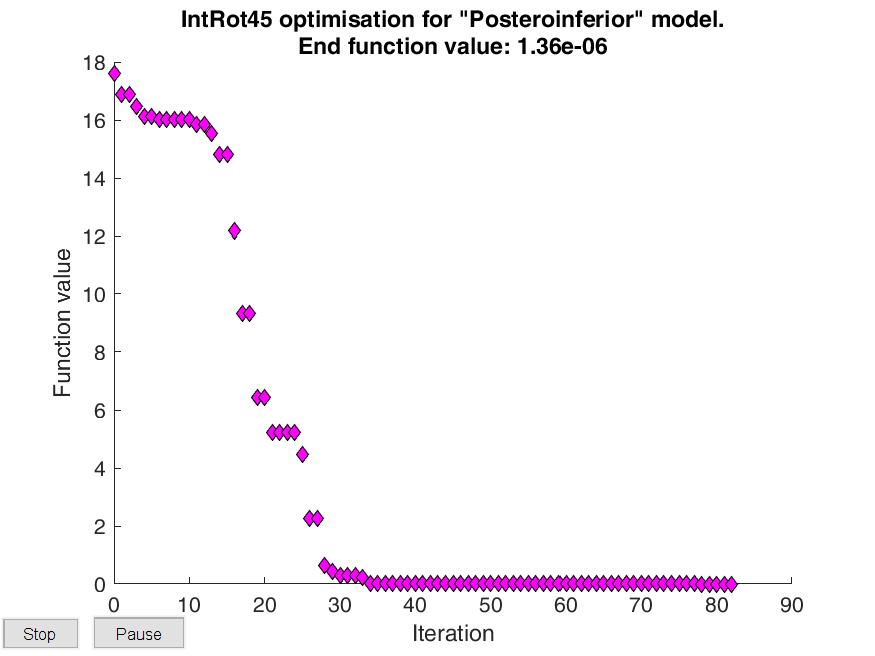 IntRot45 optimisation for "Posteroinferior" model.
End function value: 1.36e-06
18
16
14
12
10
8
6
4
2
0
Function value
0 10 20 30 40 50 60 70 80 90
Iteration
Stop Pause